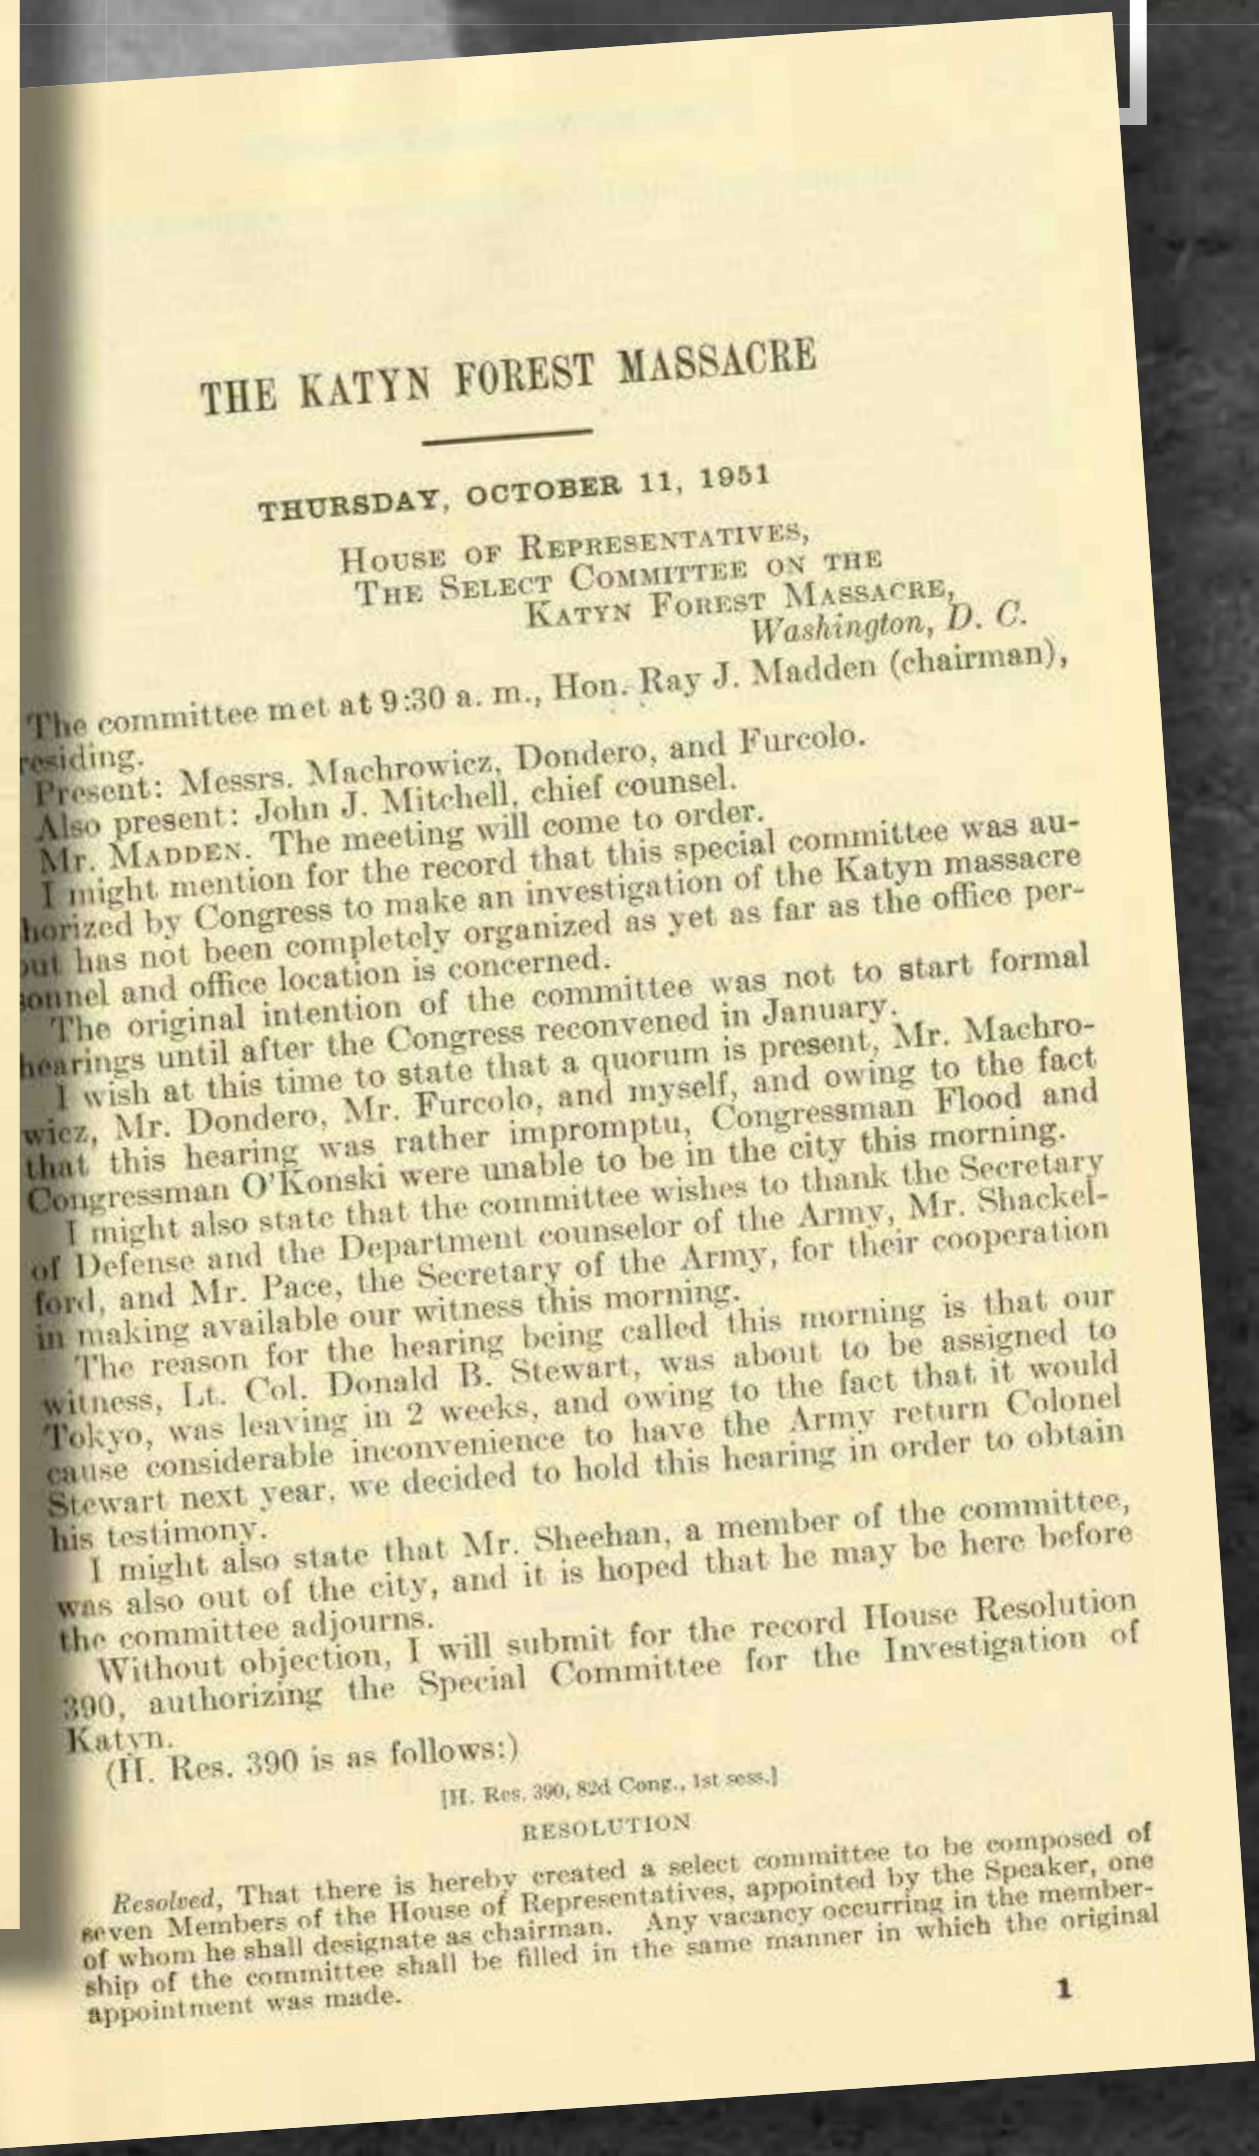 THE KATYN FOREST MASSACRE
THURSDAY, OCTOBER 11, 1951
HOUSE OF REPRESENTATIVES,
THE SELECT COMMITTEE ON THE
KATYN FOREST MASSACRE,
Washington, D. C.
The committee met at 9:30 a. m., Hon. Ray J. Madden (chairman),
residing.
Present: Messrs. Machrowicz, Dondero, and Furcolo.
Also present: John J. Mitchell, chief counsel.
Mr. MADDEN. The meeting will come to order.
I might mention for the record that this special committee was au-
horized by Congress to make an investigation of the Katyn massacre
out has not been completely organized as yet as far as the office per-
sonnel and office location is concerned.
The original intention of the committee was not to start formal
hearings until after the Congress reconvened in January.
I wish at this time to state that a quorum is present, Mr. Machro-
wicz, Mr. Dondero, Mr. Furcolo, and myself, and owing to the fact
that this hearing was rather impromptu, Congressman Flood and
Congressman O'Konski were unable to be in the city this morning.
I might also state that the committee wishes to thank the Secretary
of Defense and the Department counselor of the Army, Mr. Shackel-
ford, and Mr. Pace, the Secretary of the Army, for their cooperation
in making available our witness this morning.
The reason for the hearing being called this morning is that our
witness, Lt. Col. Donald B. Stewart, was about to be assigned to
Tokyo, was leaving in 2 weeks, and owing to the fact that it would
cause considerable inconvenience to have the Army return Colonel
Stewart next year, we decided to hold this hearing in order to obtain
his testimony.
I might also state that Mr. Sheehan, a member of the committee,
was also out of the city, and it is hoped that he may be here before
the committee adjourns.
Without objection, I will submit for the record House Resolution
390, authorizing the Special Committee for the Investigation of
Katyn.
(H. Res. 390 is as follows:)
[H. Res. 390, 82d Cong., 1st sess.]
RESOLUTION
Resolved, That there is hereby created a select committee to be composed of
seven Members of the House of Representatives, appointed by the Speaker, one
of whom he shall designate as chairman. Any vacancy occurring in the member-
ship of the committee shall be filled in the same manner in which the original
appointment was made.
1